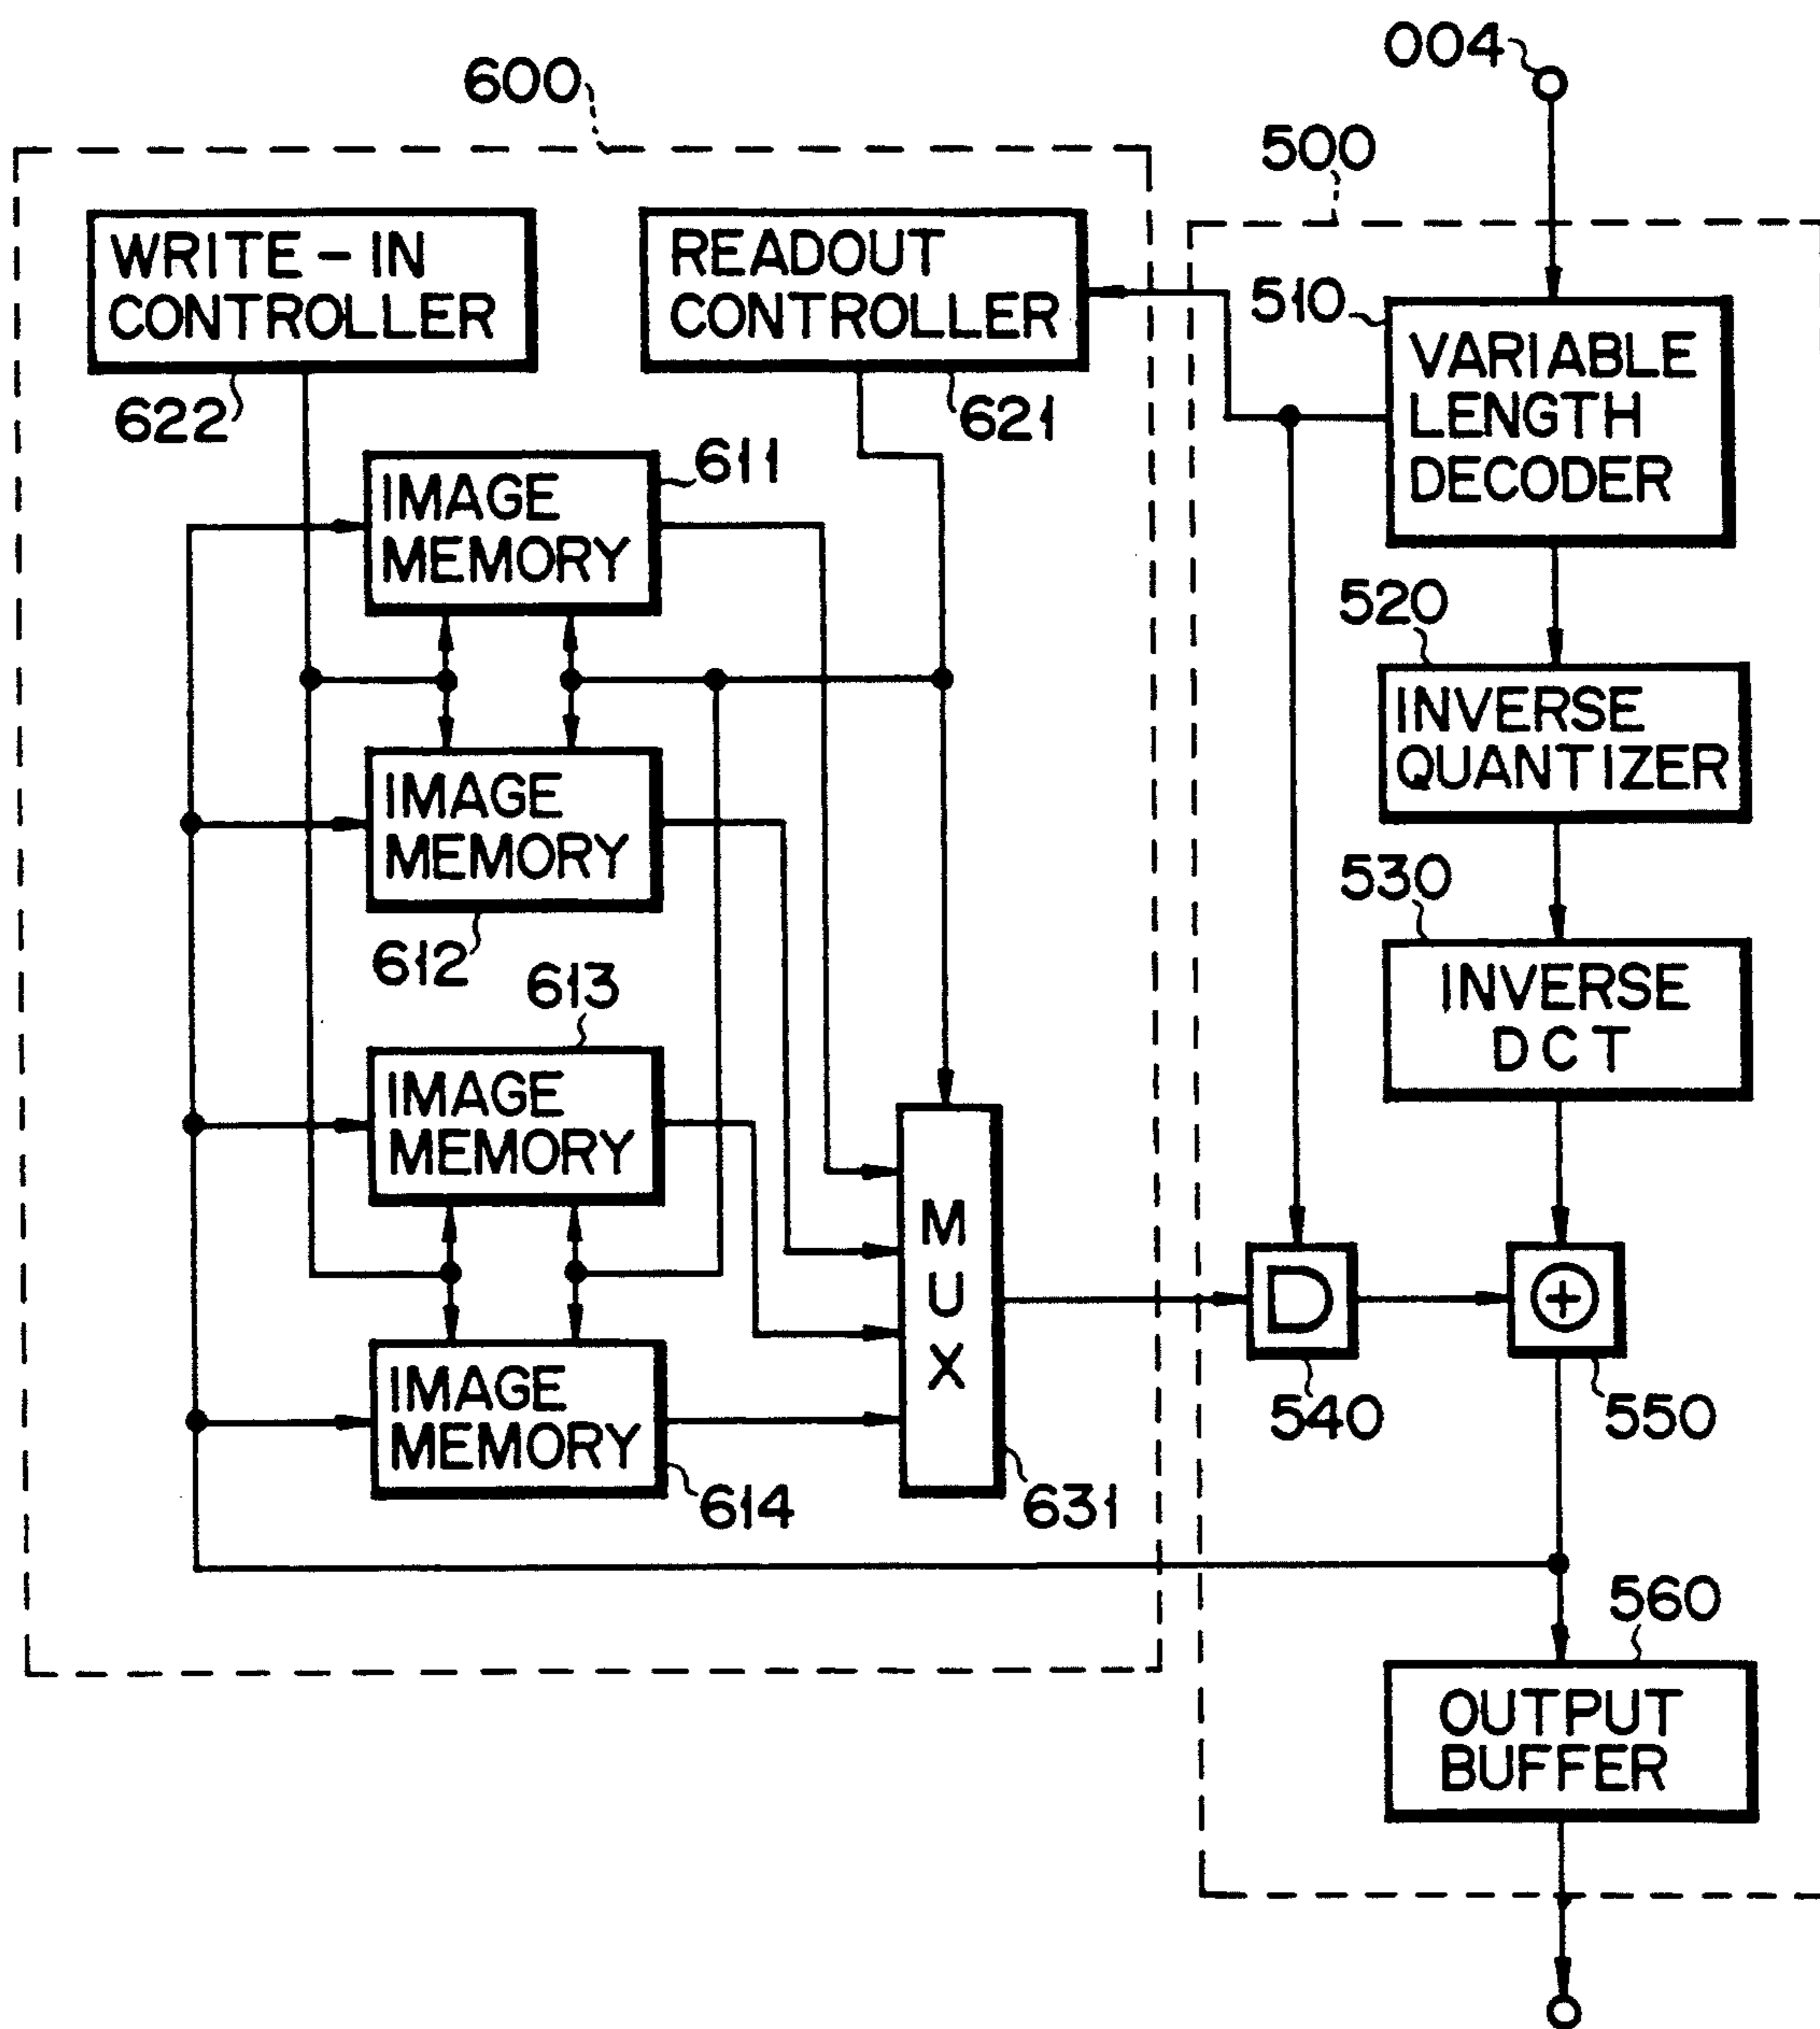 004
600
500
WRITE-IN
CONTROLLER
622
READOUT
CONTROLLER
621
510
VARIABLE
LENGTH
DECODER
611
IMAGE
MEMORY
520
INVERSE
QUANTIZER
IMAGE
MEMORY
612
530
INVERSE
DCT
613
IMAGE
MEMORY
MUX
D
540
+
550
IMAGE
MEMORY
614
631
560
OUTPUT
BUFFER